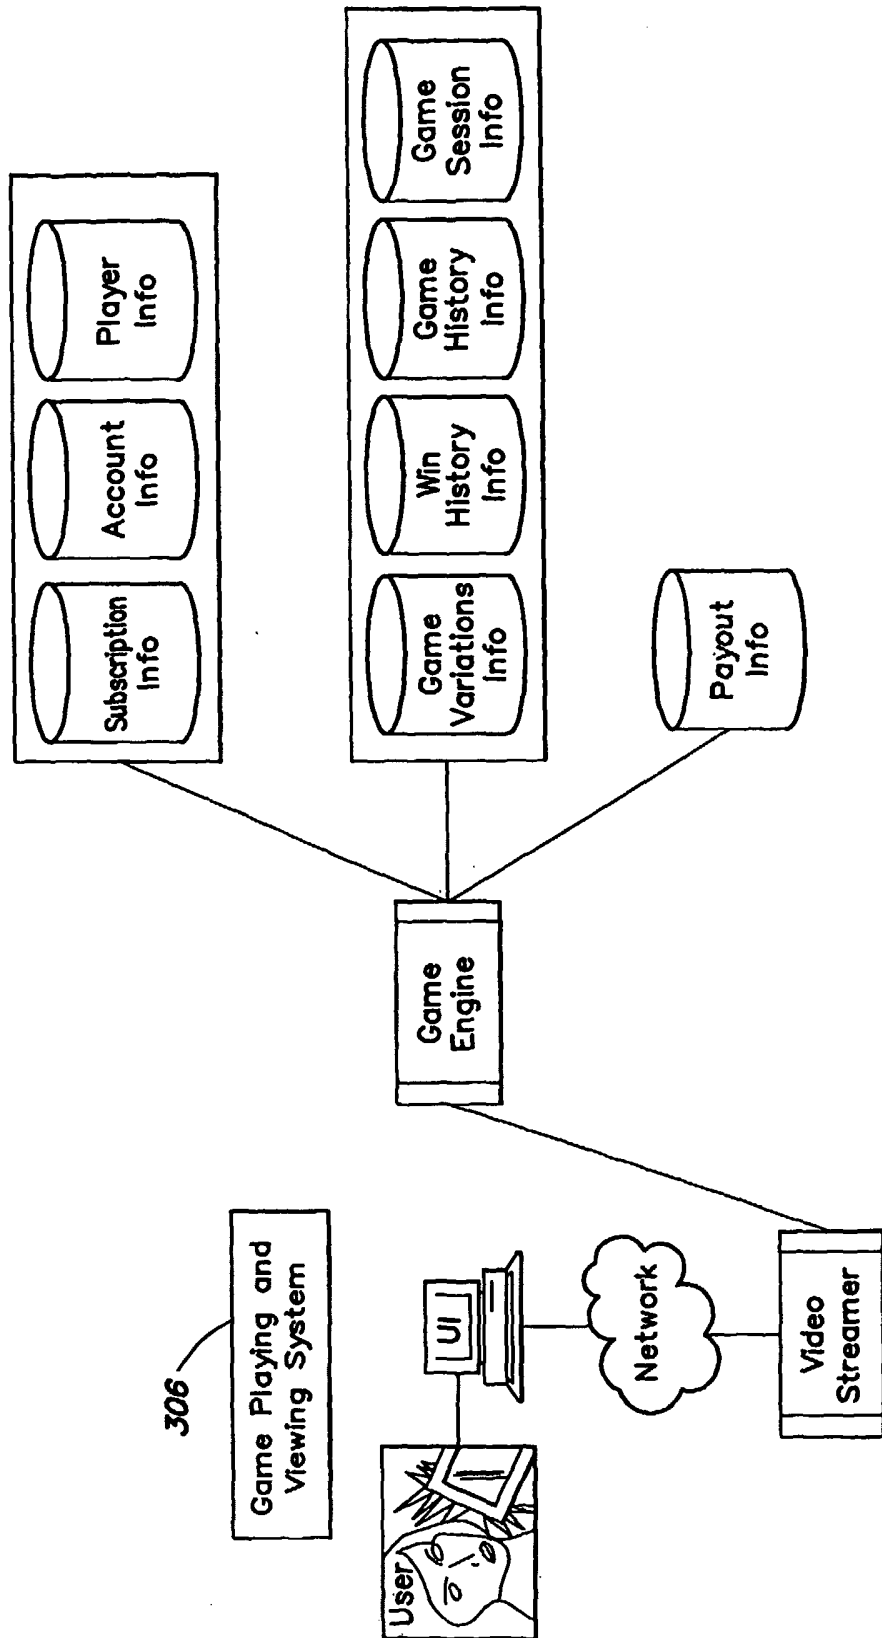 306
Game Playing and
Viewing System
User
UI
Network
Video
Streamer
Game
Engine
Subscription
Info
Account
Info
Player
Info
Game
Variations
Info
Win
History
Info
Game
History
Info
Game
Session
Info
Payout
Info